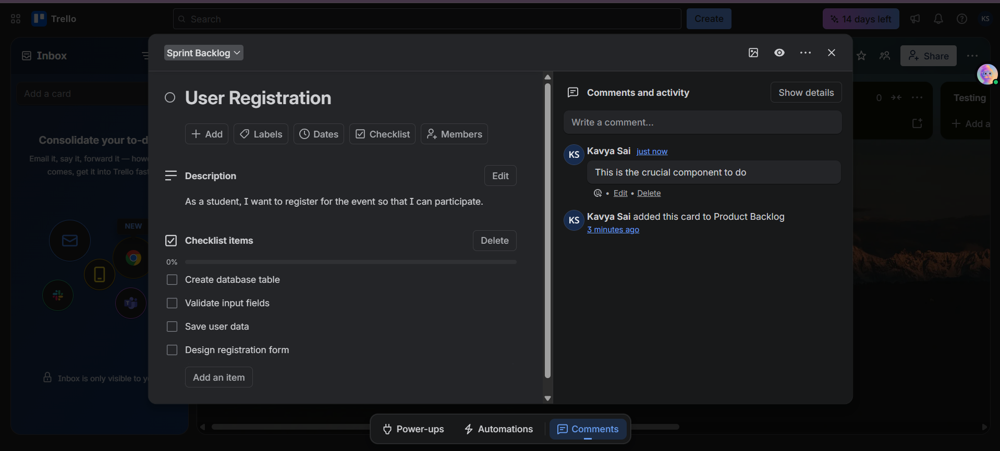 Trello
Search
Create
14 days left
KS
Inbox
Add a card
Consolidate your to-d
Email it, say it, forward it — how
comes, get it into Trello fast
NEW
Inbox is only visible to y
Sprint Backlog
User Registration
Add
Labels
Dates
Checklist
Members
Description
Edit
As a student, I want to register for the event so that I can participate.
Checklist items
Delete
0%
Create database table
Validate input fields
Save user data
Design registration form
Add an item
Comments and activity
Show details
Write a comment...
KS
Kavya Sai just now
This is the crucial component to do
• Edit • Delete
KS
Kavya Sai added this card to Product Backlog
3 minutes ago
Share
0
Testing
Add a
Power-ups
Automations
Comments